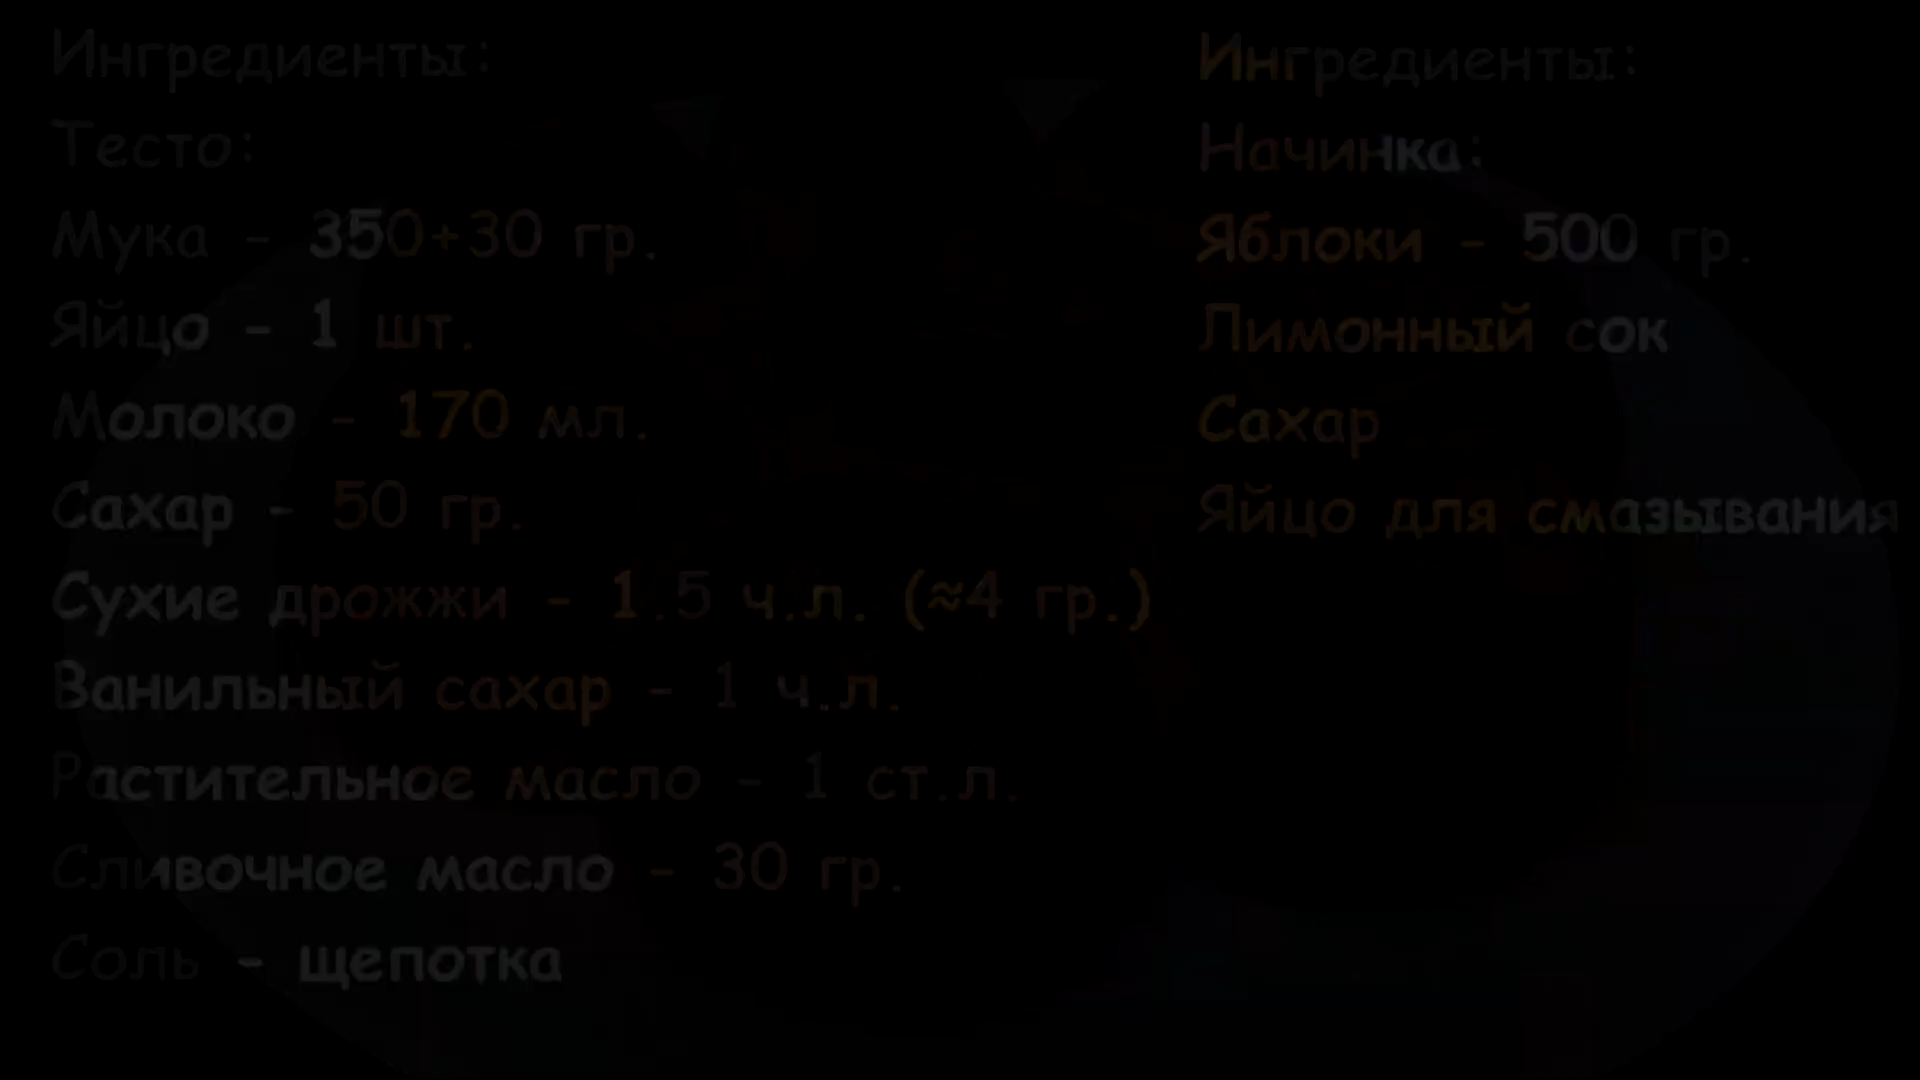 Ингредиенты:
Тесто:
Мука - 350+30 гр.
Яйцо - 1 шт.
Молоко - 170 мл.
Сахар - 50 гр.
Сухие дрожжи - 1.5 ч.л. (≈4 гр.)
Ванильный сахар - 1 ч.л.
Растительное масло - 1 ст.л.
Сливочное масло - 30 гр.
Соль - щепотка
Ингредиенты:
Начинка:
Яблоки - 500 гр.
Лимонный сок
Сахар
Яйцо для смазывания